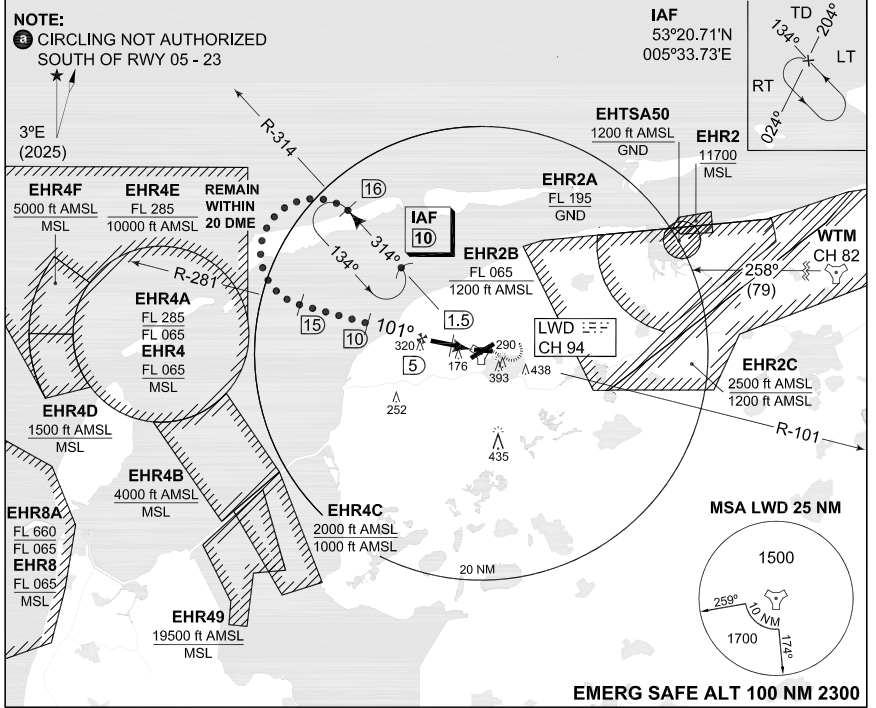 NOTE:
a CIRCLING NOT AUTHORIZED
SOUTH OF RWY 05 - 23
3ºE
(2025)
IAF
53º20.71'N
005º33.73'E
TD
134º
204º
LT
RT
024º
R-314
EHTSA50
1200 ft AMSL
GND
EHR2
11700
MSL
EHR4F
5000 ft AMSL
MSL
EHR4E
FL 285
10000 ft AMSL
REMAIN
WITHIN
20 DME
16
IAF
10
314º
134º
EHR2A
FL 195
GND
EHR2B
FL 065
1200 ft AMSL
WTM
CH 82
258º
(79)
R-281
EHR4A
FL 285
FL 065
EHR4
FL 065
MSL
15
10
101º
1.5
320
5
176
290
393
438
LWD
CH 94
252
435
EHR2C
2500 ft AMSL
1200 ft AMSL
R-101
EHR4D
1500 ft AMSL
MSL
EHR4B
4000 ft AMSL
MSL
EHR4C
2000 ft AMSL
1000 ft AMSL
EHR8A
FL 660
FL 065
EHR8
FL 065
MSL
EHR49
19500 ft AMSL
MSL
20 NM
MSA LWD 25 NM
1500
259º
10 NM
1700
174º
EMERG SAFE ALT 100 NM 2300